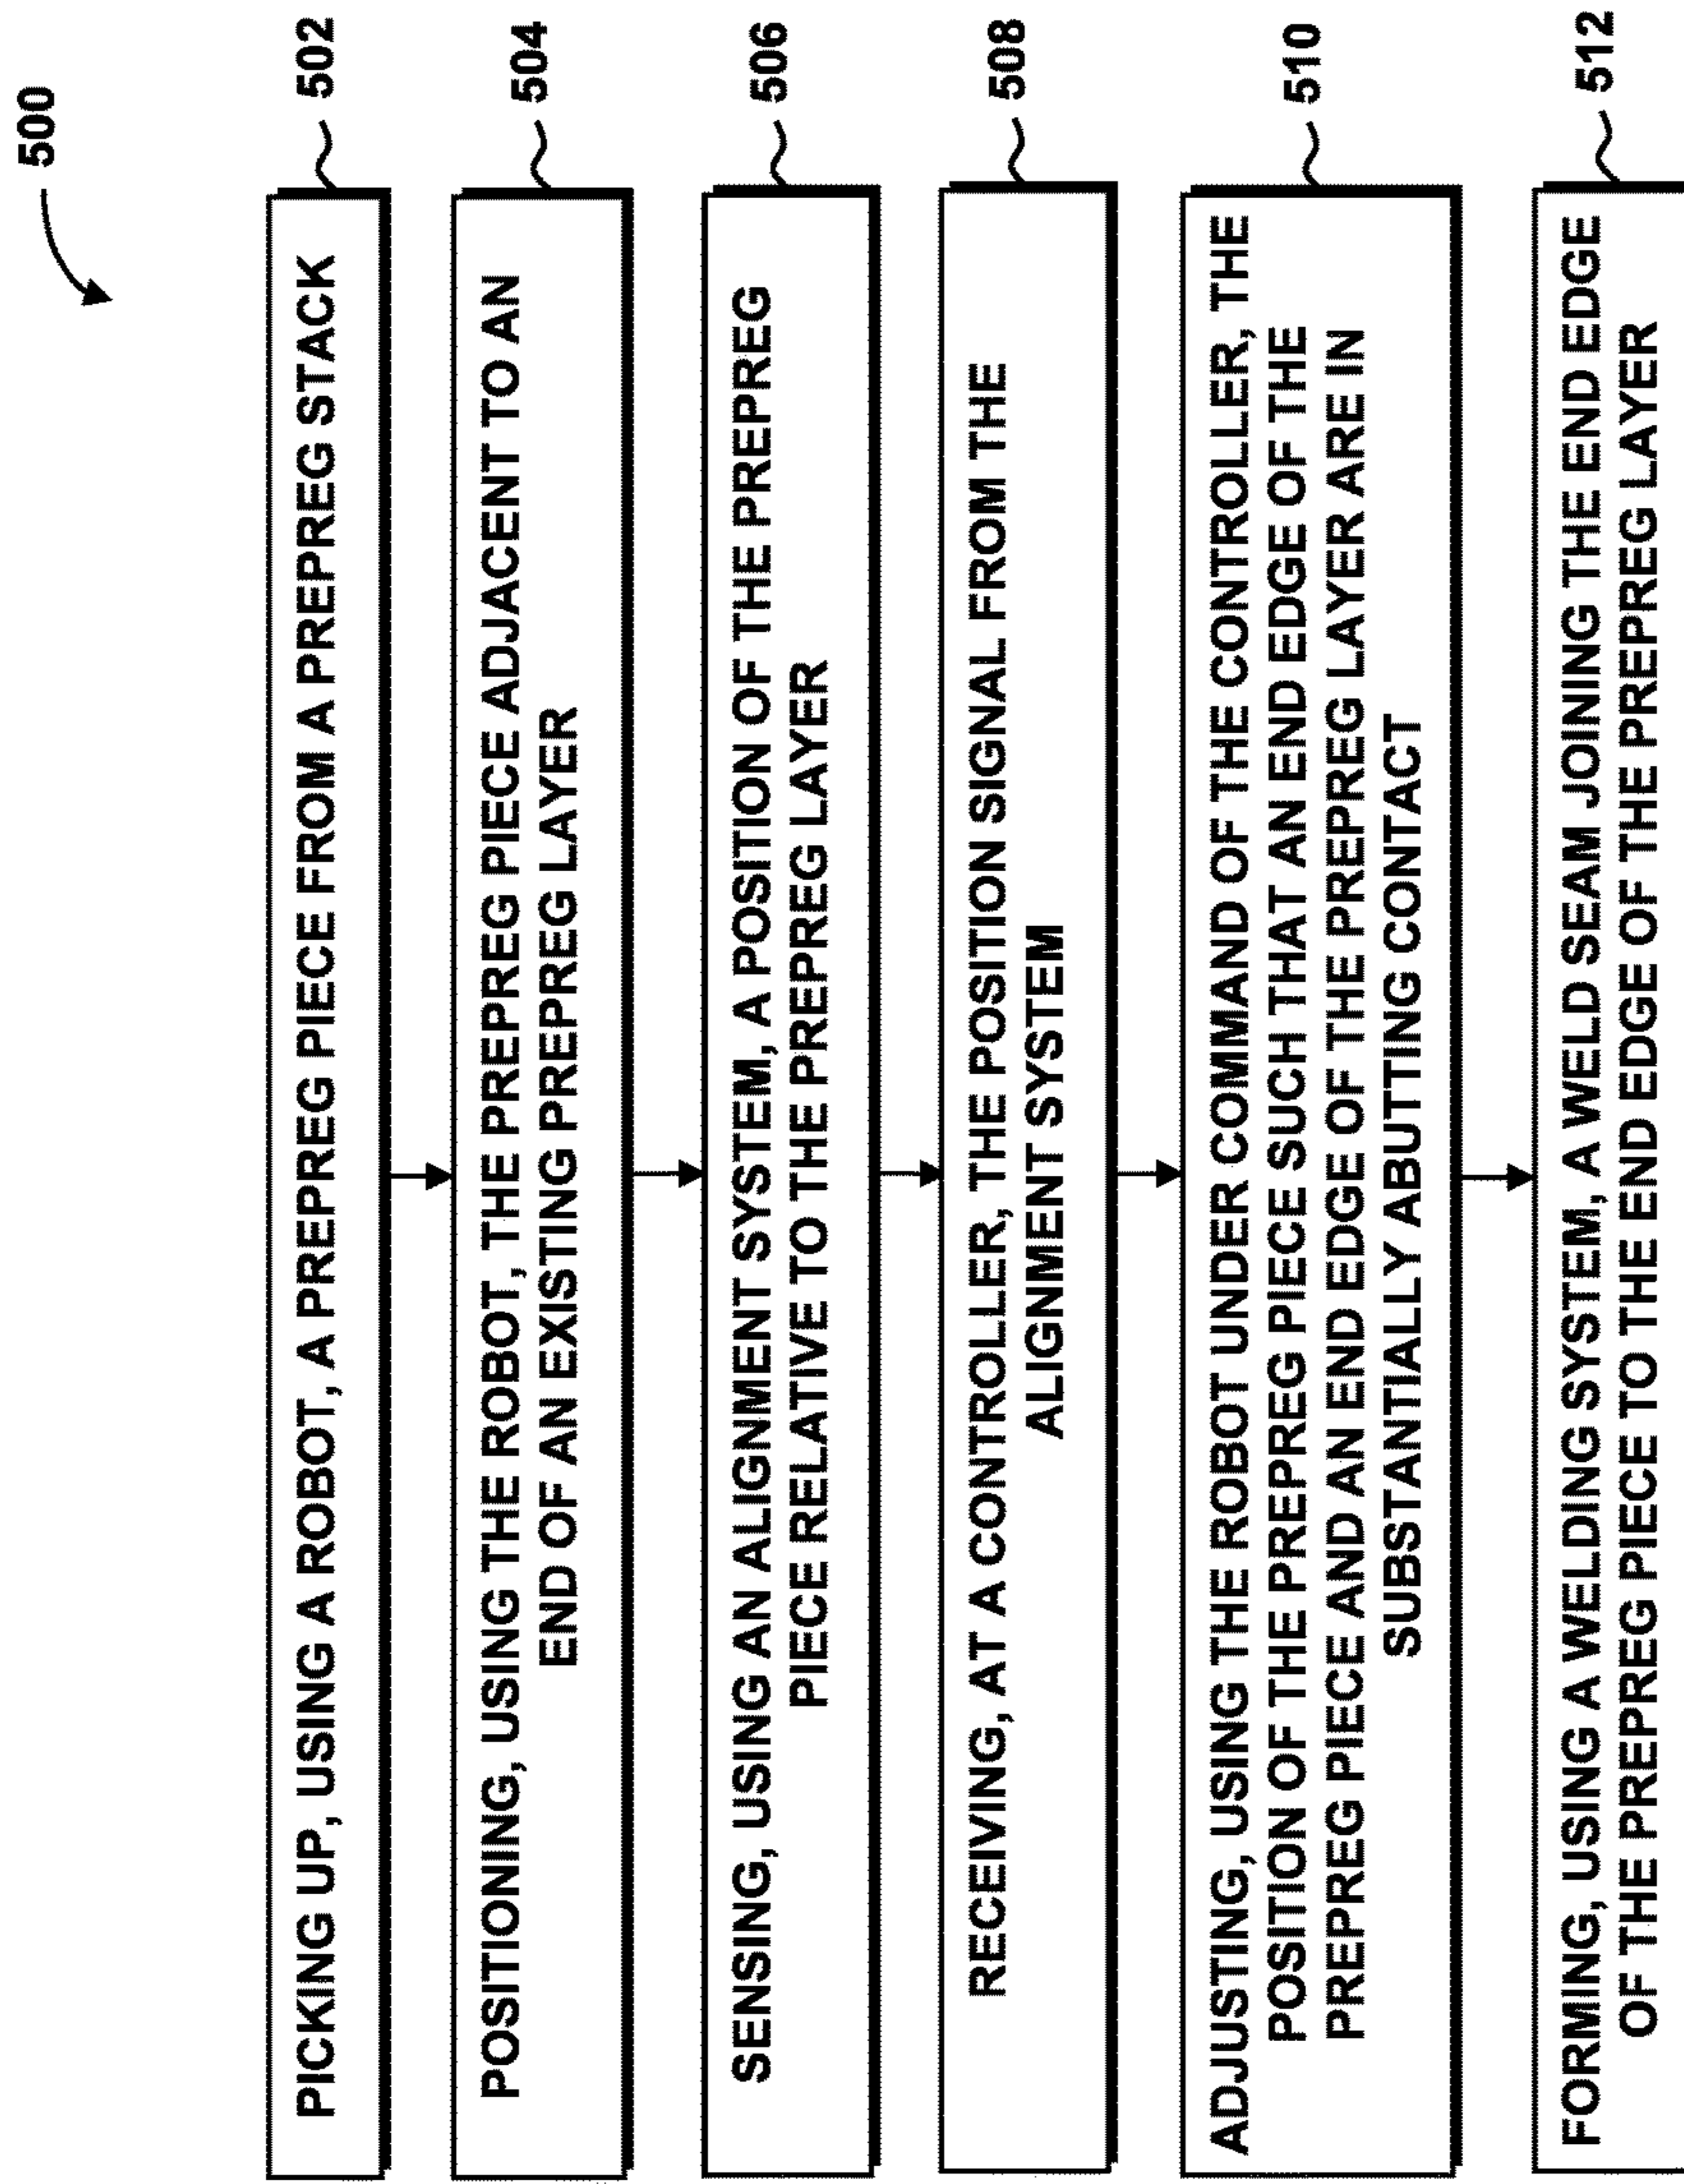 500
PICKING UP, USING A ROBOT, A PREPREG PIECE FROM A PREPREG STACK
502
POSITIONING, USING THE ROBOT, THE PREPREG PIECE ADJACENT TO AN
END OF AN EXISTING PREPREG LAYER
504
SENSING, USING AN ALIGNMENT SYSTEM, A POSITION OF THE PREPREG
PIECE RELATIVE TO THE PREPREG LAYER
506
RECEIVING, AT A CONTROLLER, THE POSITION SIGNAL FROM THE
ALIGNMENT SYSTEM
508
ADJUSTING, USING THE ROBOT UNDER COMMAND OF THE CONTROLLER, THE
POSITION OF THE PREPREG PIECE SUCH THAT AN END EDGE OF THE
PREPREG PIECE AND AN END EDGE OF THE PREPREG LAYER ARE IN
SUBSTANTIALLY ABUTTING CONTACT
510
FORMING, USING A WELDING SYSTEM, A WELD SEAM JOINING THE END EDGE
OF THE PREPREG PIECE TO THE END EDGE OF THE PREPREG LAYER
512